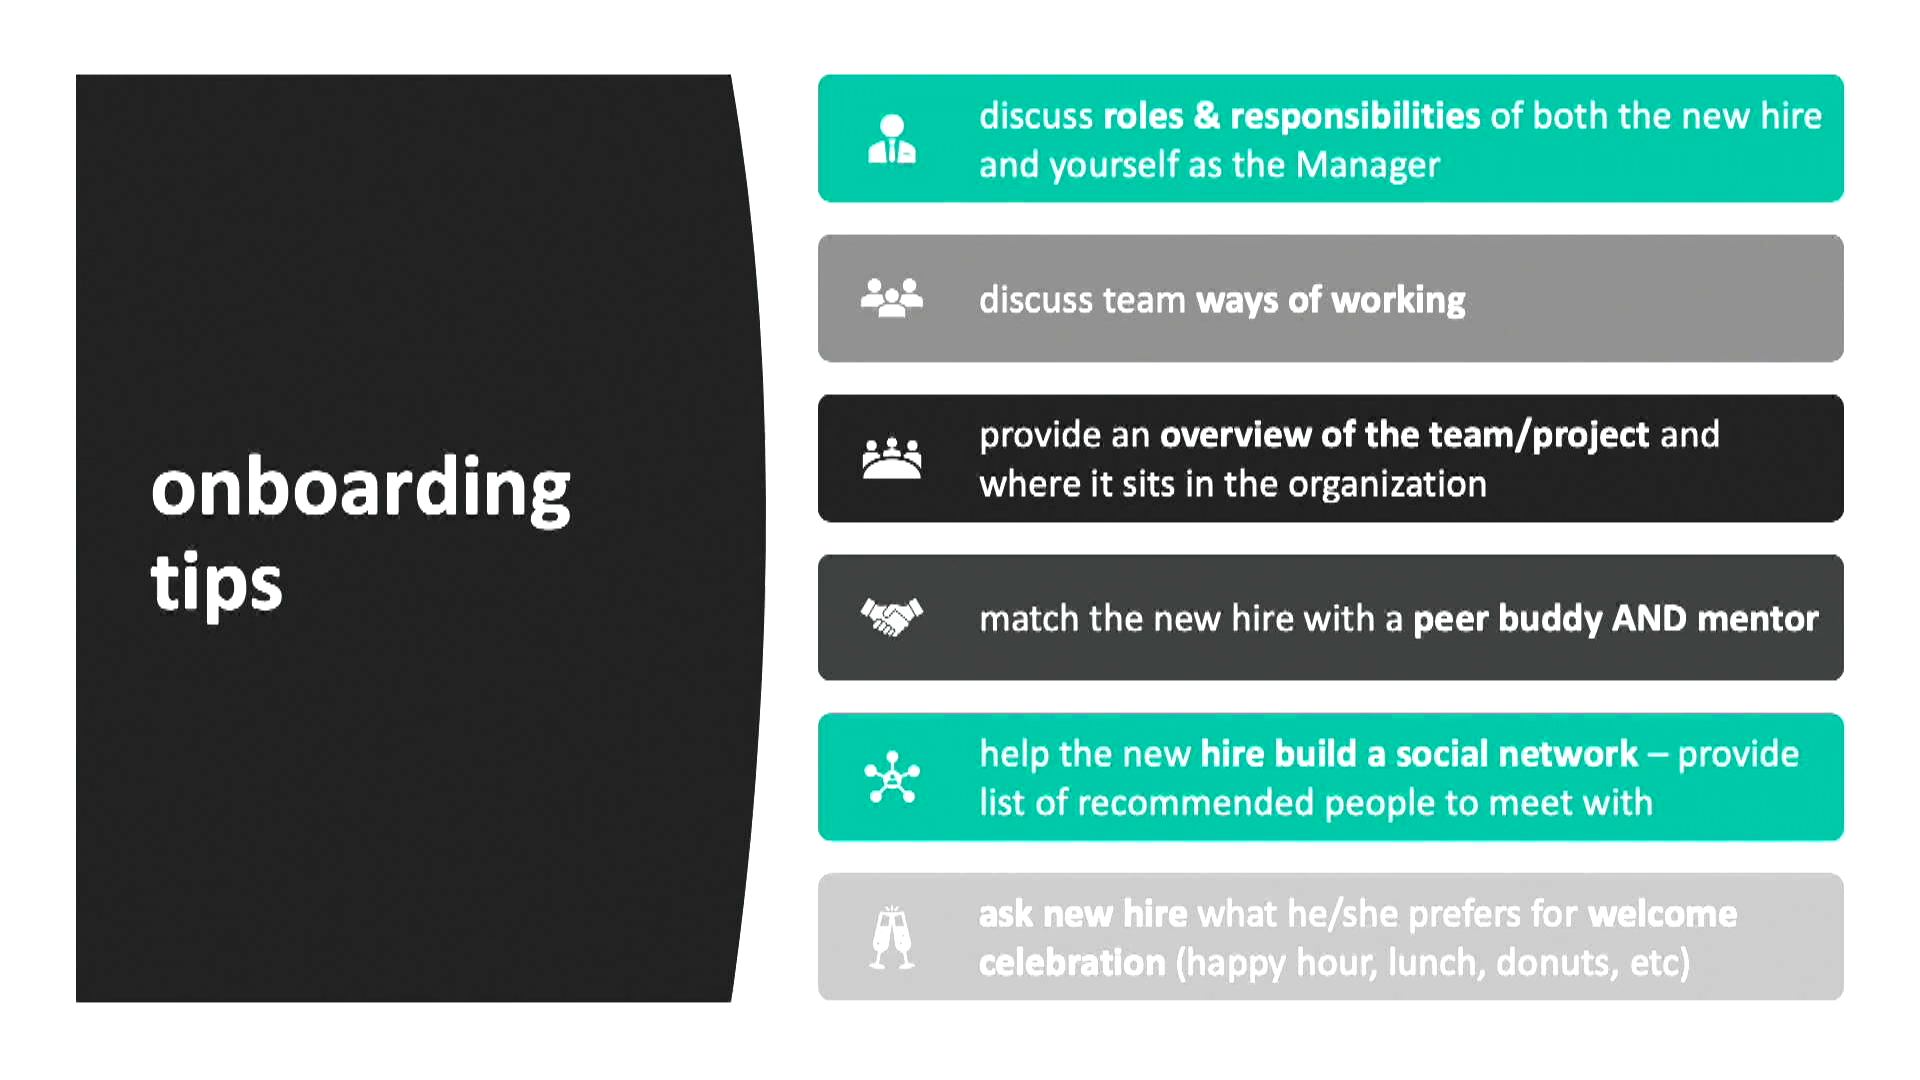 onboarding
tips
discuss roles & responsibilities of both the new hire
and yourself as the Manager
discuss team ways of working
provide an overview of the team/project and
where it sits in the organization
match the new hire with a peer buddy AND mentor
help the new hire build a social network – provide
list of recommended people to meet with
ask new hire what he/she prefers for welcome
celebration (happy hour, lunch, donuts, etc)